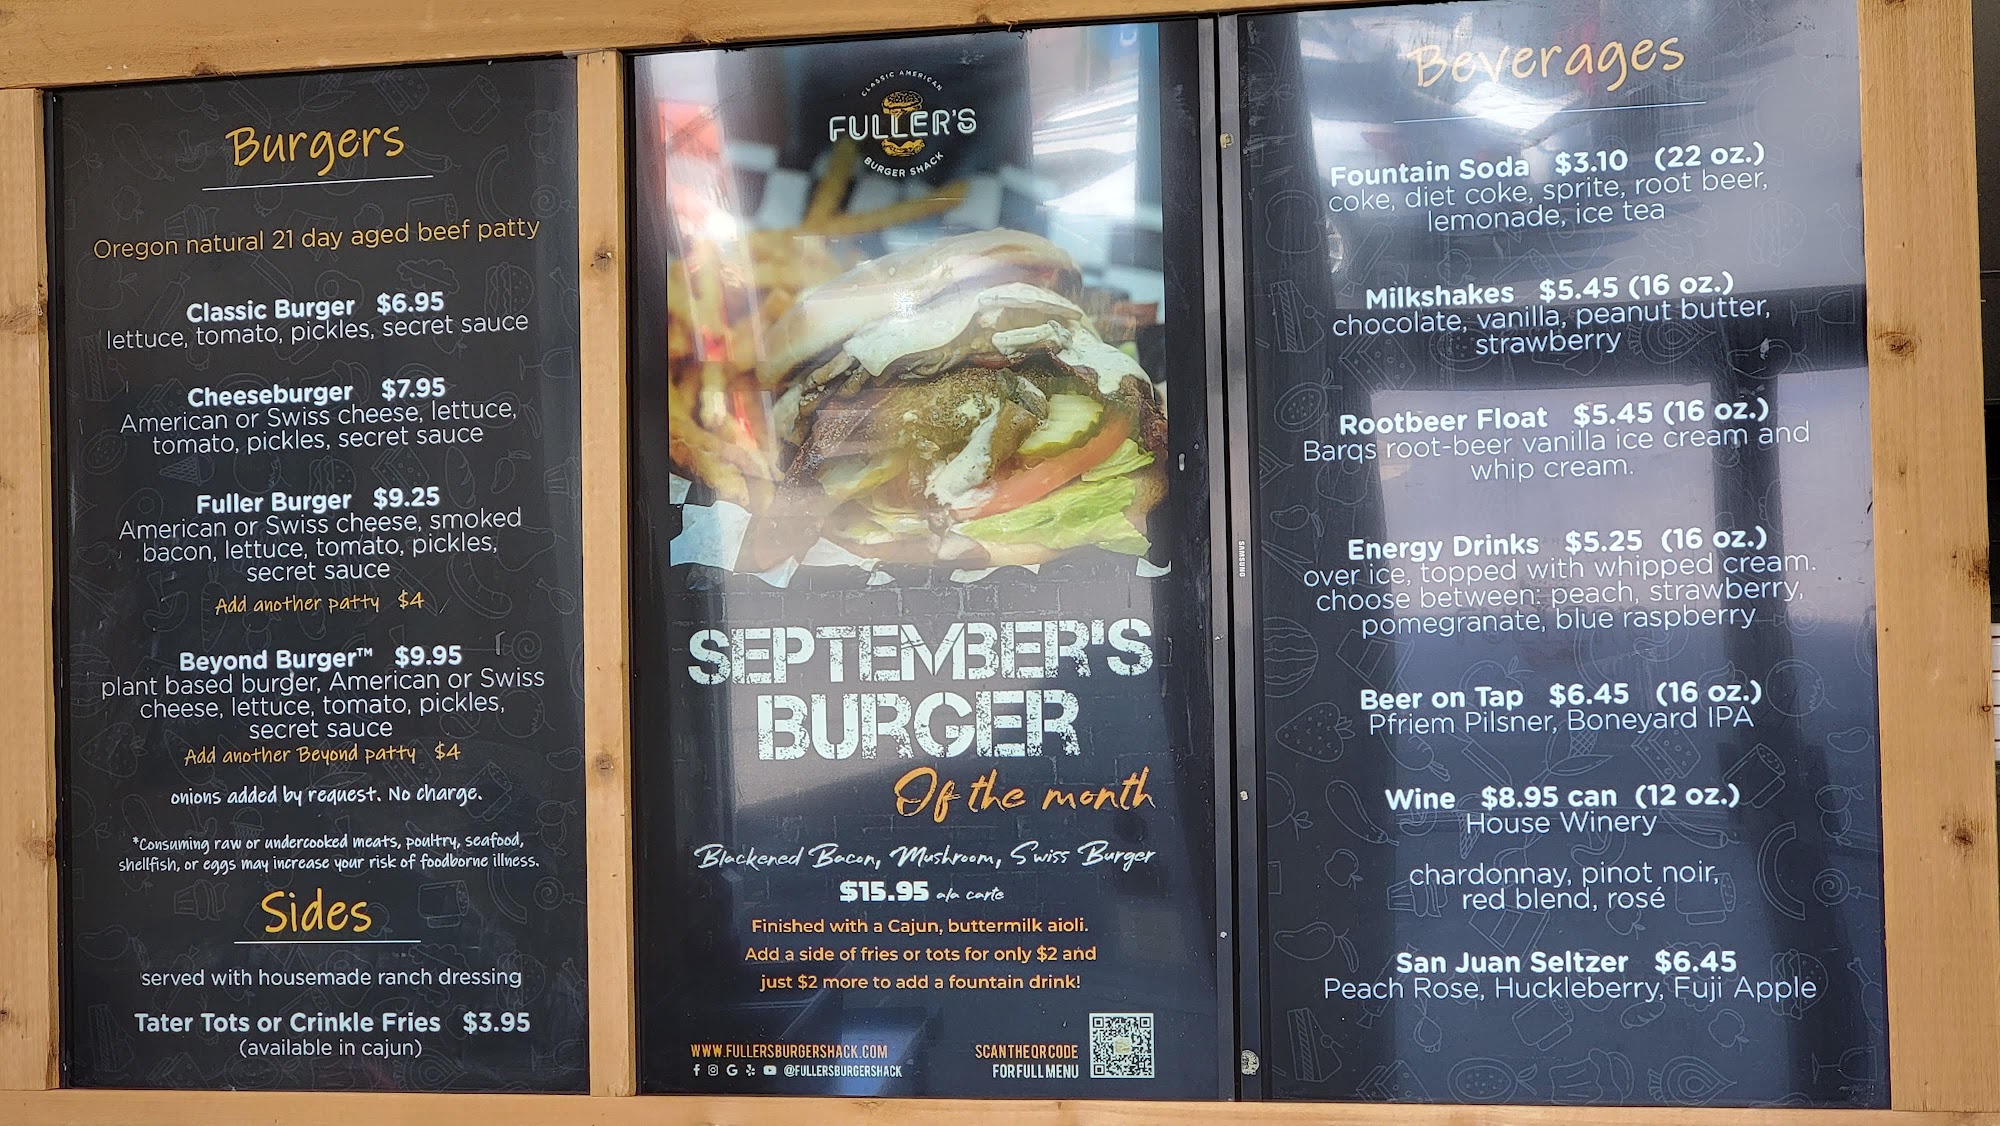 Burgers
Oregon natural 21 day aged beef patty
Classic Burger $6.95
lettuce, tomato, pickles, secret sauce
Cheeseburger $7.95
American or Swiss cheese, lettuce,
tomato, pickles, secret sauce
Fuller Burger $9.25
American or Swiss cheese, smoked
bacon, lettuce, tomato, pickles,
secret sauce
Add another patty $4
Beyond Burger™ $9.95
plant based burger, American or Swiss
cheese, lettuce, tomato, pickles,
secret sauce
Add another Beyond patty $4
onions added by request. No charge.
*Consuming raw or undercooked meats, poultry, seafood,
shellfish, or eggs may increase your risk of foodborne illness.
Sides
served with housemade ranch dressing
Tater Tots or Crinkle Fries $3.95
(available in cajun)
CLASSIC AMERICAN
FULLER'S
BURGER SHACK
SEPTEMBER'S
BURGER
Of the month
Blackened Bacon, Mushroom, Swiss Burger
$15.95 ala carte
Finished with a Cajun, buttermilk aioli.
Add a side of fries or tots for only $2 and
just $2 more to add a fountain drink!
WWW.FULLERSBURGERSHACK.COM
@FULLERSBURGERSHACK
SCAN THE QR CODE
FOR FULL MENU
SAMSUNG
Beverages
Fountain Soda $3.10 (22 oz.)
coke, diet coke, sprite, root beer,
lemonade, ice tea
Milkshakes $5.45 (16 oz.)
chocolate, vanilla, peanut butter,
strawberry
Rootbeer Float $5.45 (16 oz.)
Barqs root-beer vanilla ice cream and
whip cream.
Energy Drinks $5.25 (16 oz.)
over ice, topped with whipped cream.
choose between: peach, strawberry,
pomegranate, blue raspberry
Beer on Tap $6.45 (16 oz.)
Pfriem Pilsner, Boneyard IPA
Wine $8.95 can (12 oz.)
House Winery
chardonnay, pinot noir,
red blend, rosé
San Juan Seltzer $6.45
Peach Rose, Huckleberry, Fuji Apple